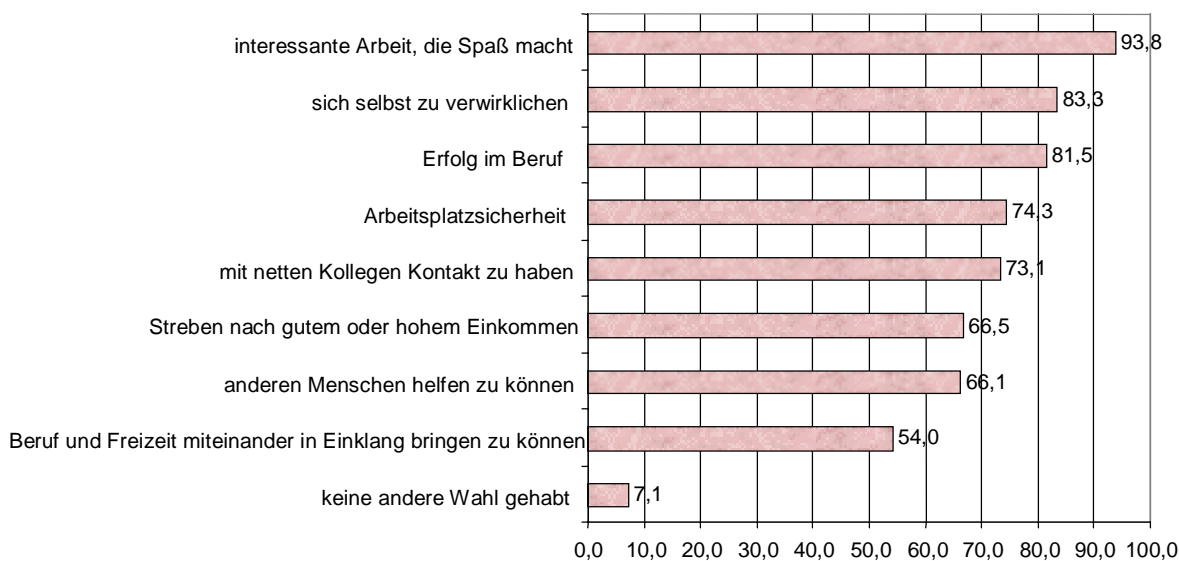 interessante Arbeit, die Spaß macht 93,8
sich selbst zu verwirklichen 83,3
Erfolg im Beruf 81,5
Arbeitsplatzsicherheit 74,3
mit netten Kollegen Kontakt zu haben 73,1
Streben nach gutem oder hohem Einkommen 66,5
anderen Menschen helfen zu können 66,1
Beruf und Freizeit miteinander in Einklang bringen zu können 54,0
keine andere Wahl gehabt 7,1
0,0 10,0 20,0 30,0 40,0 50,0 60,0 70,0 80,0 90,0 100,0